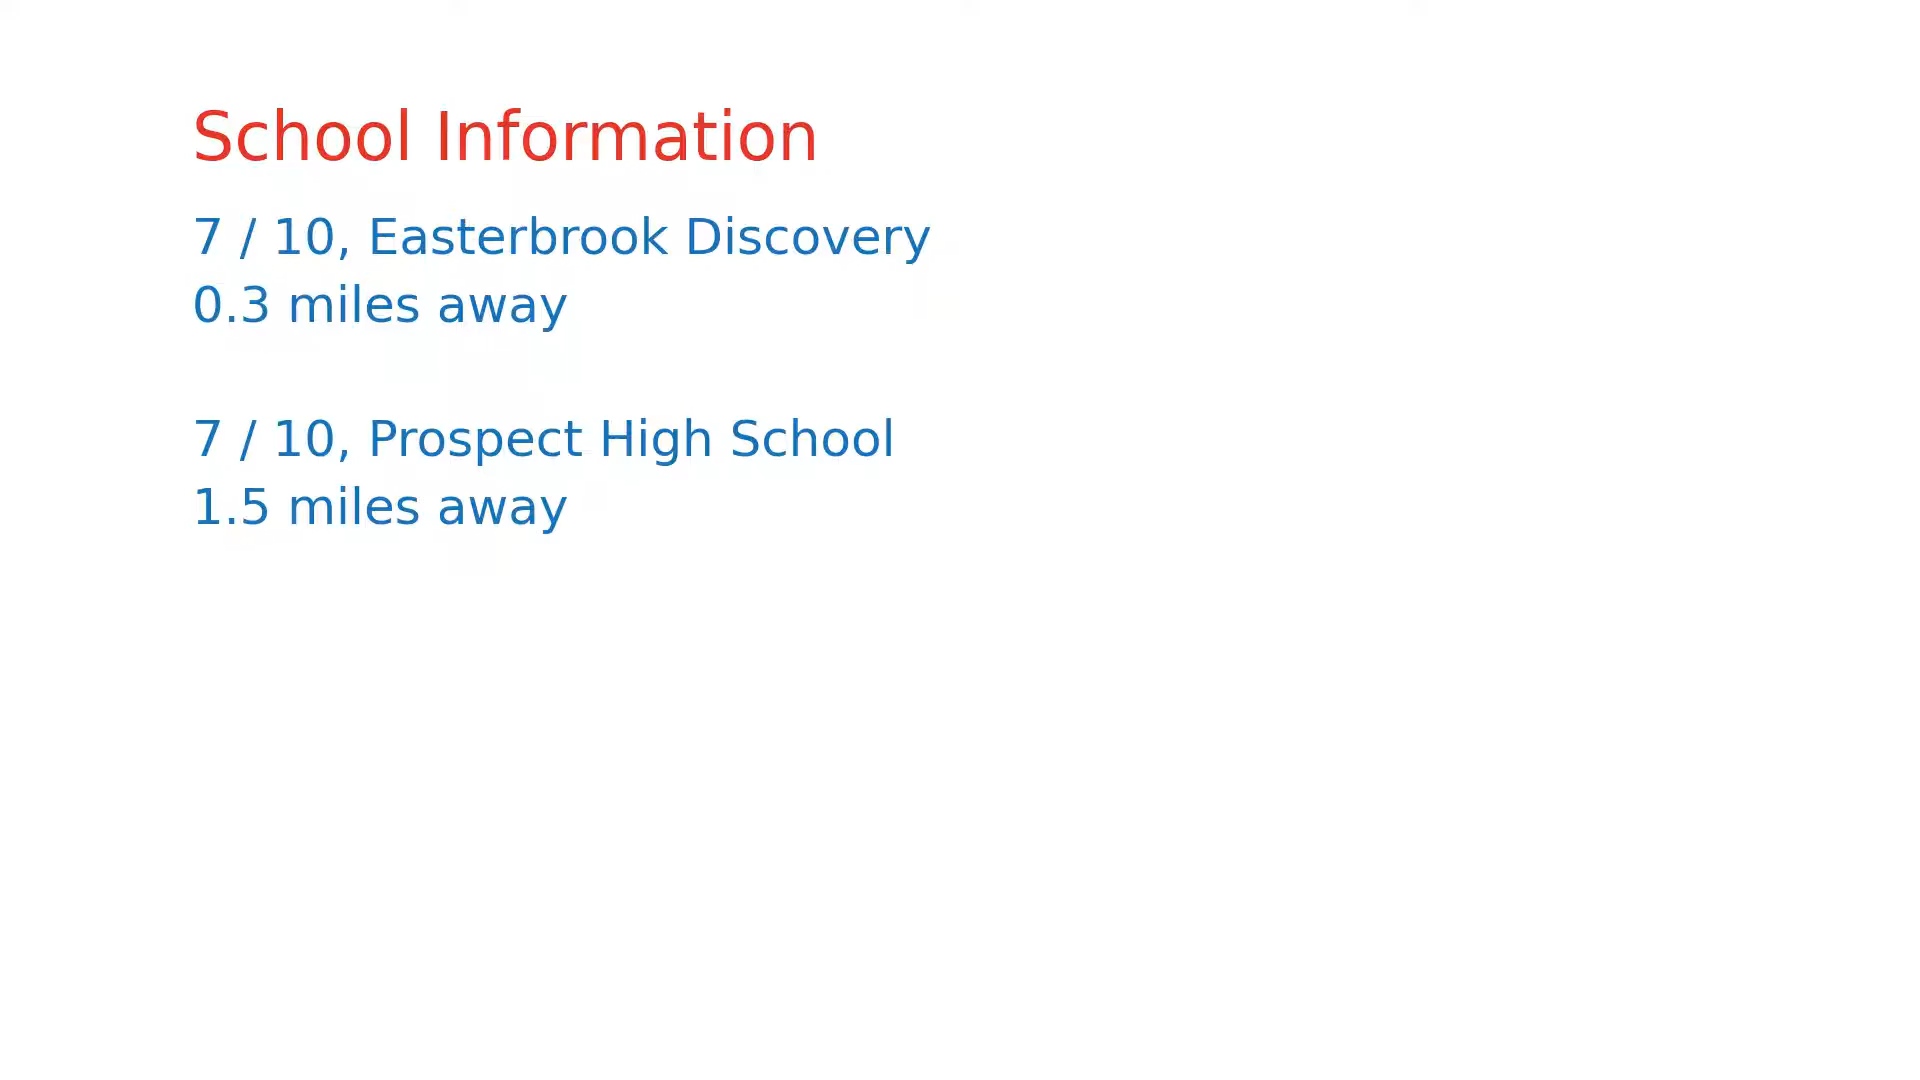 School Information
7 / 10, Easterbrook Discovery
0.3 miles away
7 / 10, Prospect High School
1.5 miles away